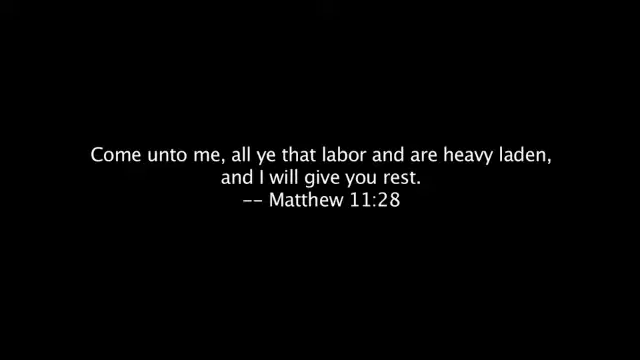 Come unto me, all ye that labor and are heavy laden,
and I will give you rest.
-- Matthew 11:28